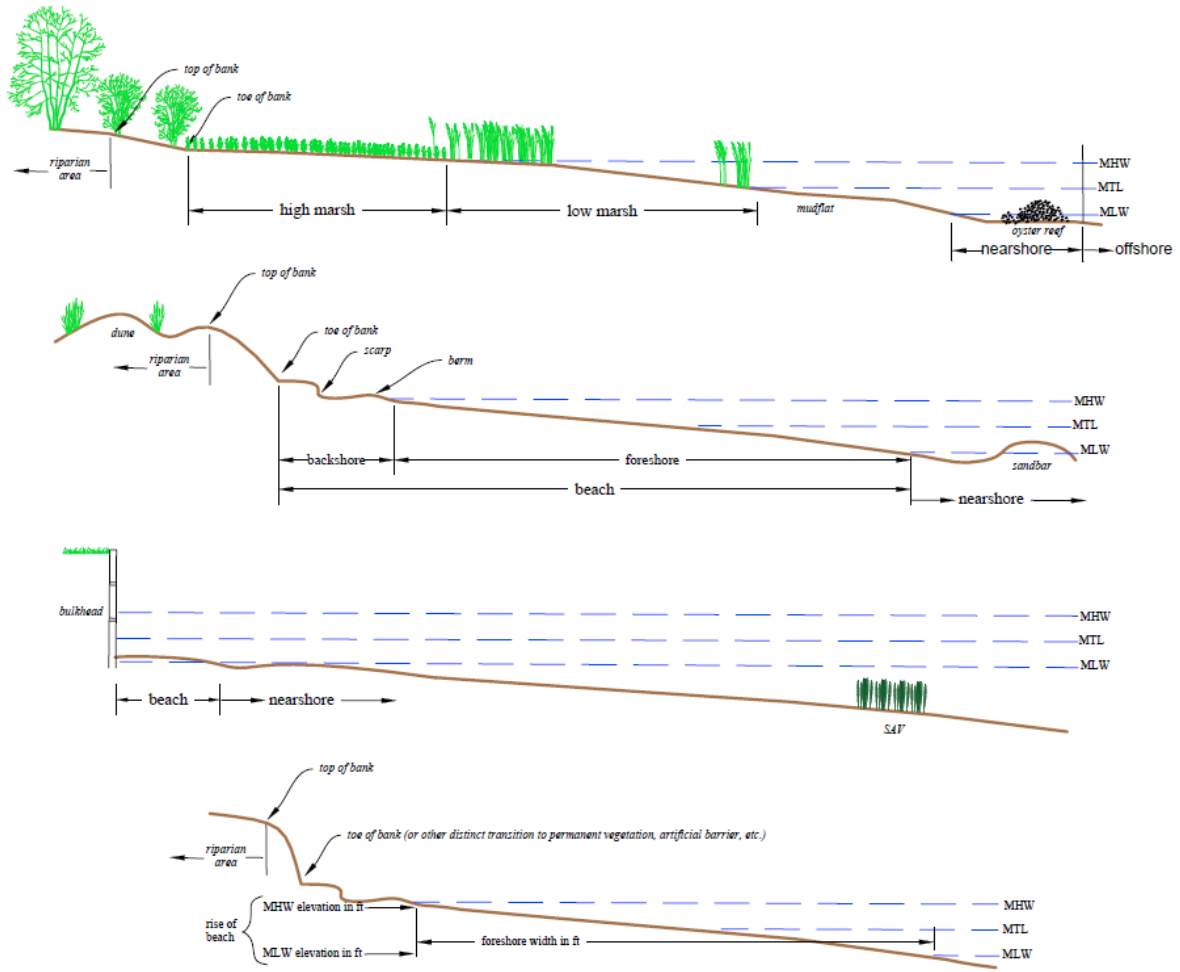 top of bank
toe of bank
riparian
area
MHW
MTL
MLW
high marsh
low marsh
mudflat
oyster reef
nearshore
offshore
top of bank
dune
toe of bank
scarp
riparian
area
berm
MHW
MTL
MLW
backshore
foreshore
sandbar
beach
nearshore
bulkhead
MHW
MTL
MLW
beach
nearshore
SAV
top of bank
toe of bank (or other distinct transition to permanent vegetation, artificial barrier, etc.)
riparian
area
MHW elevation in ft
MHW
rise of
beach
MTL
foreshore width in ft
MLW elevation in ft
MLW